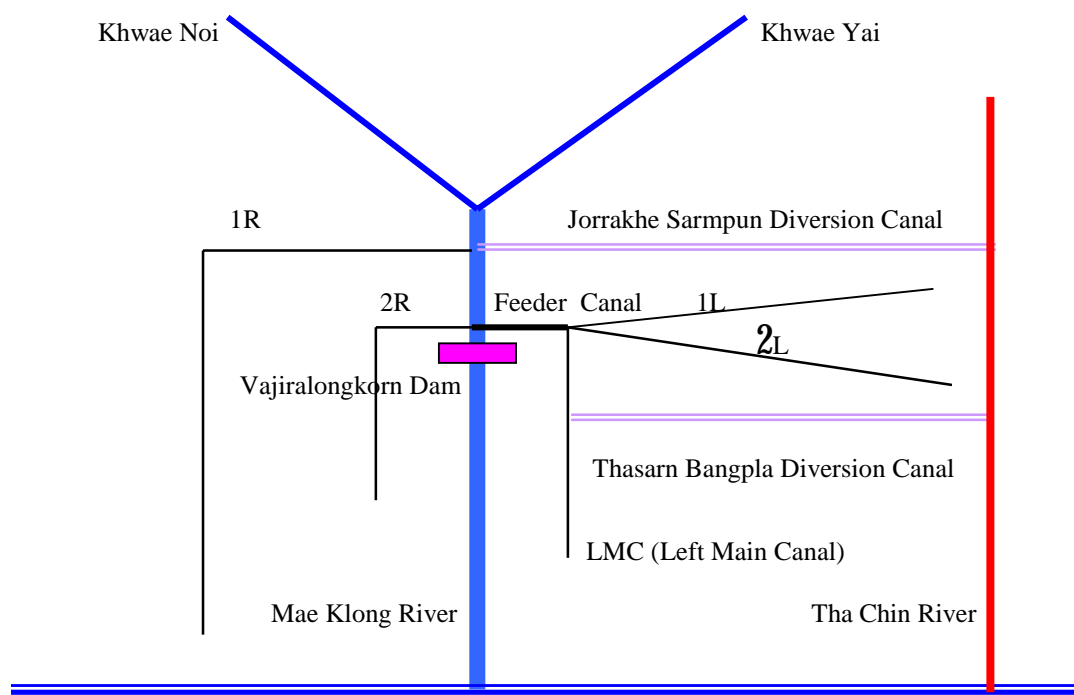 Khwae Noi
Khwae Yai
1R
Jorrakhe Sarmpun Diversion Canal
2R
Feeder Canal
1L
2L
Vajiralongkorn Dam
Thasarn Bangpla Diversion Canal
LMC (Left Main Canal)
Mae Klong River
Tha Chin River